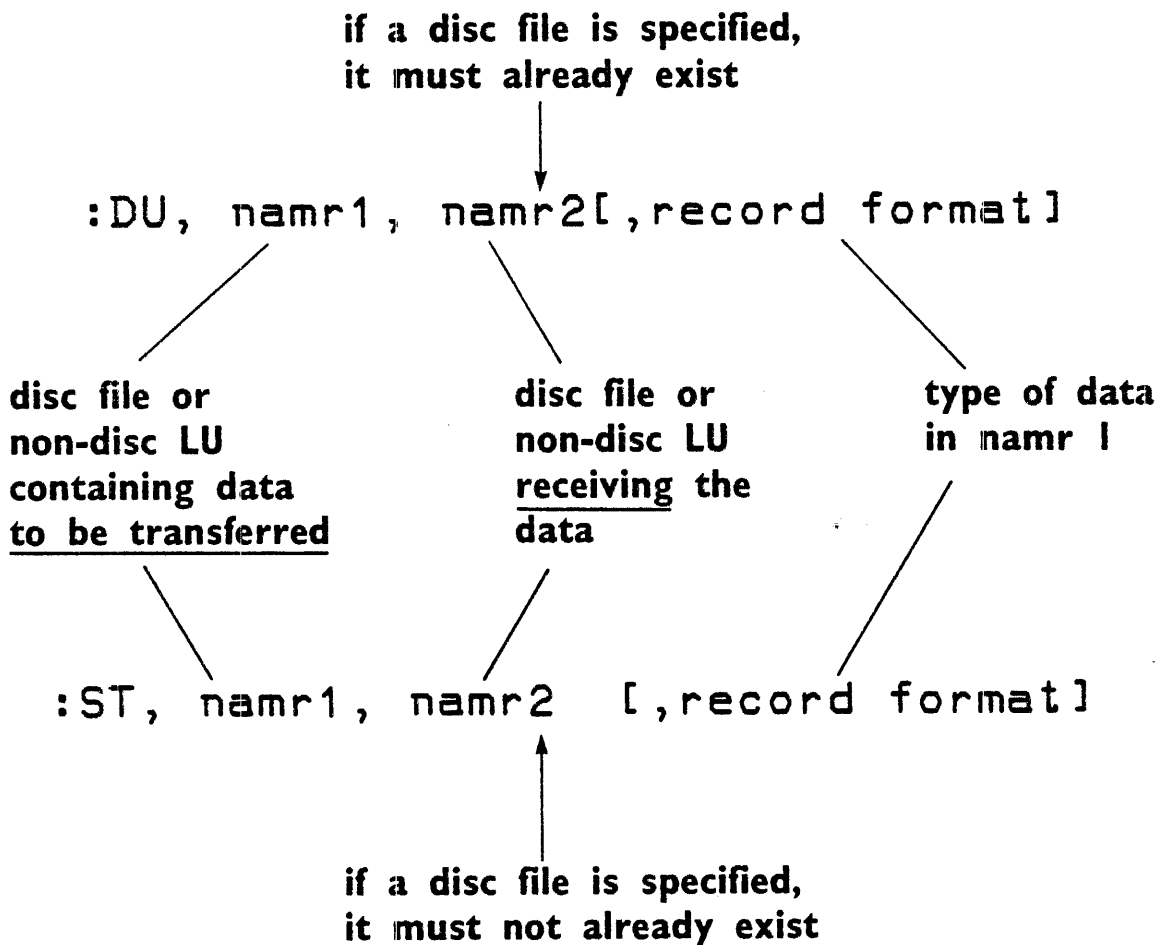 if a disc file is specified,
it must already exist
:DU, namr1, namr2[,record format]
disc file or
non-disc LU
containing data
to be transferred
disc file or
non-disc LU
receiving the
data
type of data
in namr 1
:ST, namr1, namr2 [,record format]
if a disc file is specified,
it must not already exist